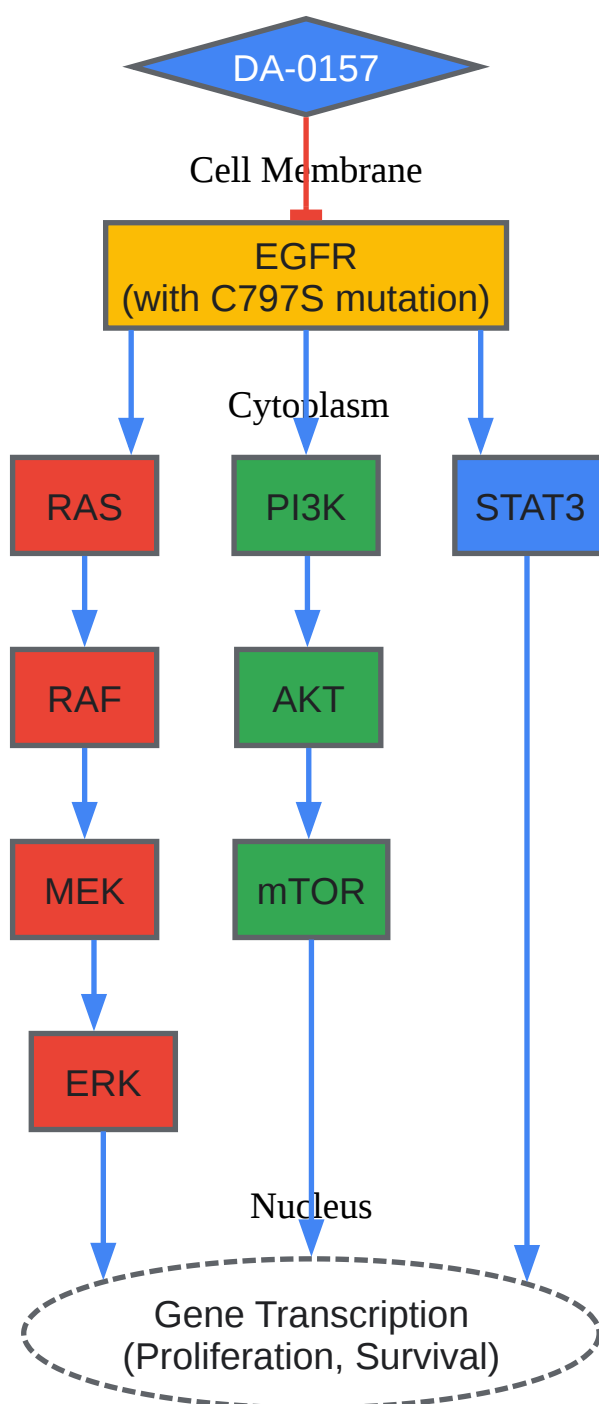 DA-0157
Cell Membrane
EGFR
(with C797S mutation)
Cytoplasm
RAS
PI3K
STAT3
RAF
AKT
MEK
mTOR
ERK
Nucleus
Gene Transcription
(Proliferation, Survival)